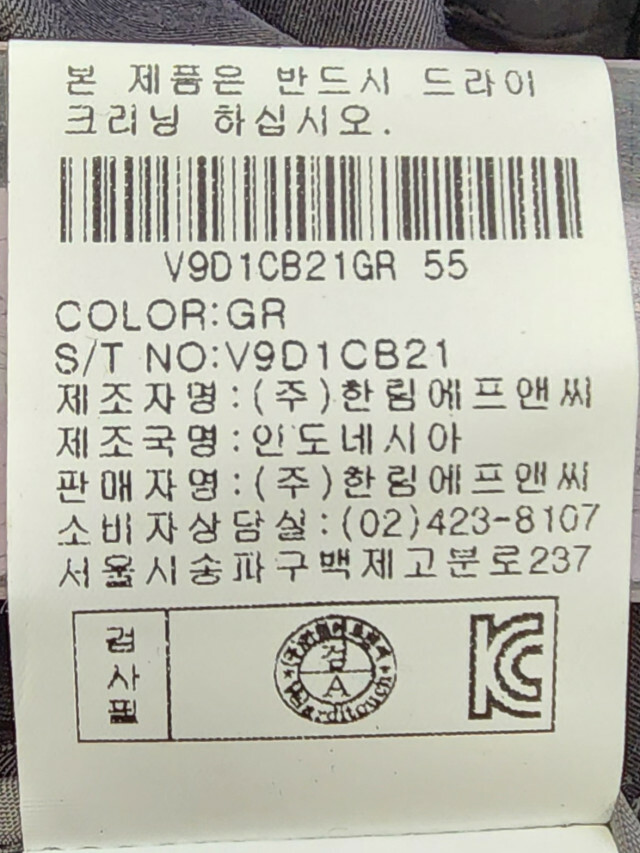 본 제품은 반드시 드라이
크리닝 하십시오.
V9D1CB21GR 55
COLOR:GR
S/T NO:V9D1CB21
제조자명:(주)한림에프앤씨
제조국명:인도네시아
판매자명:(주)한림에프앤씨
소비자상담실:(02)423-8107
서울시송파구백제고분로237
검사필
검
A
KC